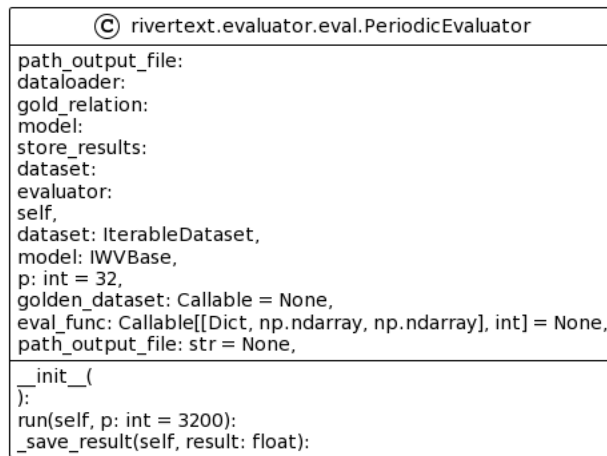 C rivertext.evaluator.eval.PeriodicEvaluator
path_output_file:
dataloader:
gold_relation:
model:
store_results:
dataset:
evaluator:
self,
dataset: IterableDataset,
model: IWVBase,
p: int = 32,
golden_dataset: Callable = None,
eval_func: Callable[[Dict, np.ndarray, np.ndarray], int] = None,
path_output_file: str = None,
__init__(
):
run(self, p: int = 3200):
_save_result(self, result: float):